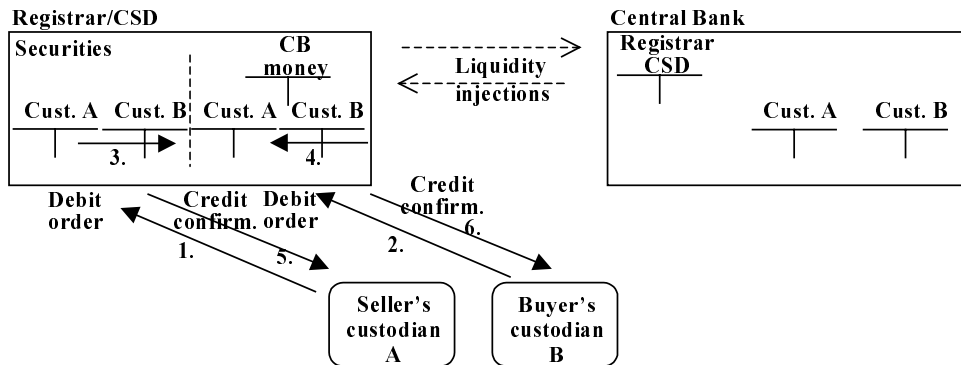 Registrar/CSD
Central Bank
Securities
CB
money
Registrar
CSD
Liquidity
injections
Cust. A
Cust. B
Cust. A
Cust. B
Cust. A
Cust. B
3.
4.
Debit
order
Credit
confirm.
Debit
order
Credit
confirm.
1.
5.
2.
6.
Seller’s
custodian
A
Buyer’s
custodian
B